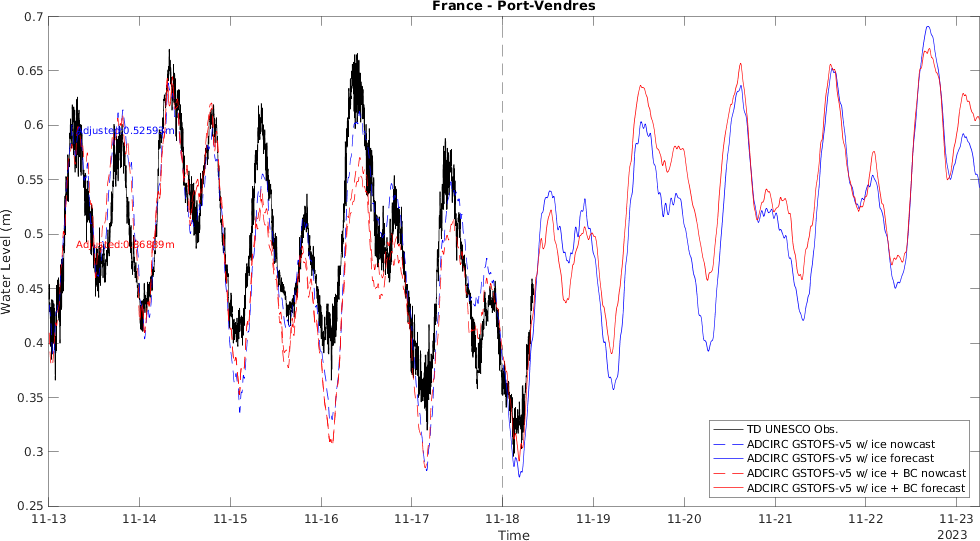 France - Port-Vendres
0.7
0.65
0.6
0.55
0.5
0.45
0.4
0.35
0.3
0.25
Water Level (m)
Adjusted:0.52592m
TD UNESCO Obs.
ADCIRC GSTOFS-v5 w/ ice nowcast
ADCIRC GSTOFS-v5 w/ ice forecast
ADCIRC GSTOFS-v5 w/ ice + BC nowcast
ADCIRC GSTOFS-v5 w/ ice + BC forecast
11-13 11-14 11-15 11-16 11-17 11-18 11-19 11-20 11-21 11-22 11-23
Time
2023